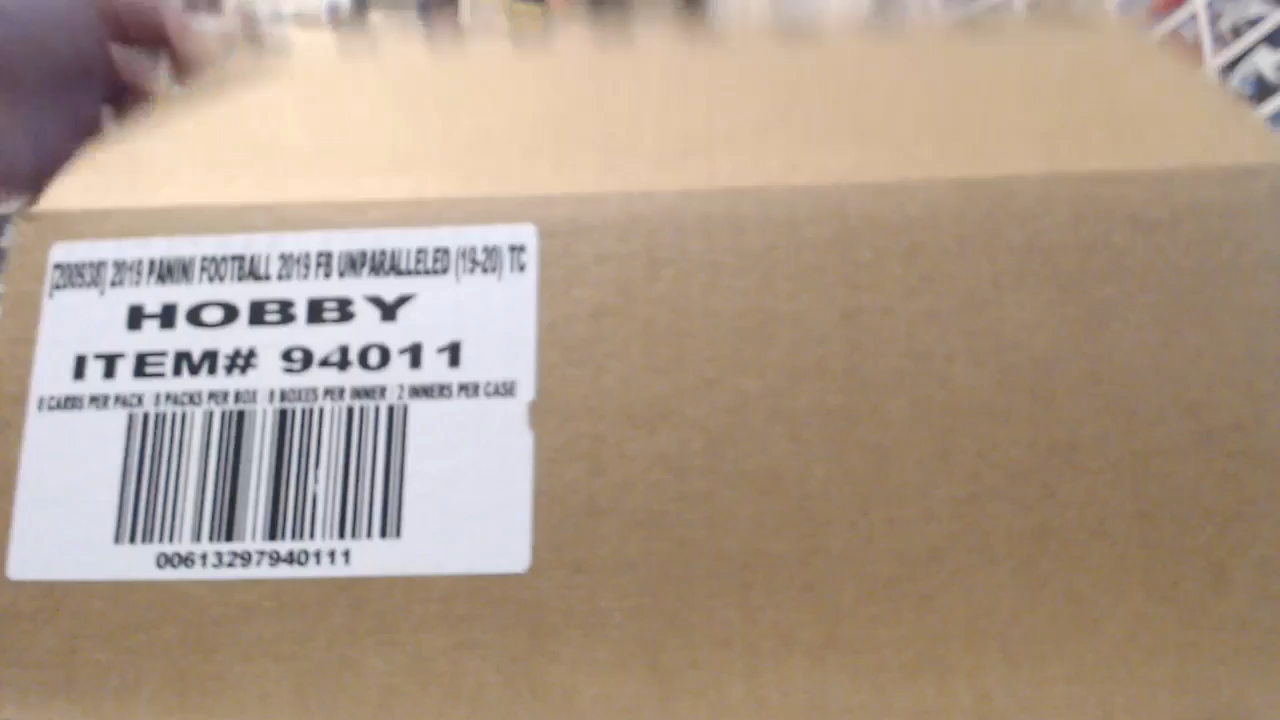 [200538] 2019 PANINI FOOTBALL 2019 FB UNPARALLELED (19-20) TC
HOBBY
ITEM# 94011
8 CARDS PER PACK 8 PACKS PER BOX 8 BOXES PER INNER 2 INNERS PER CASE
00613297940111